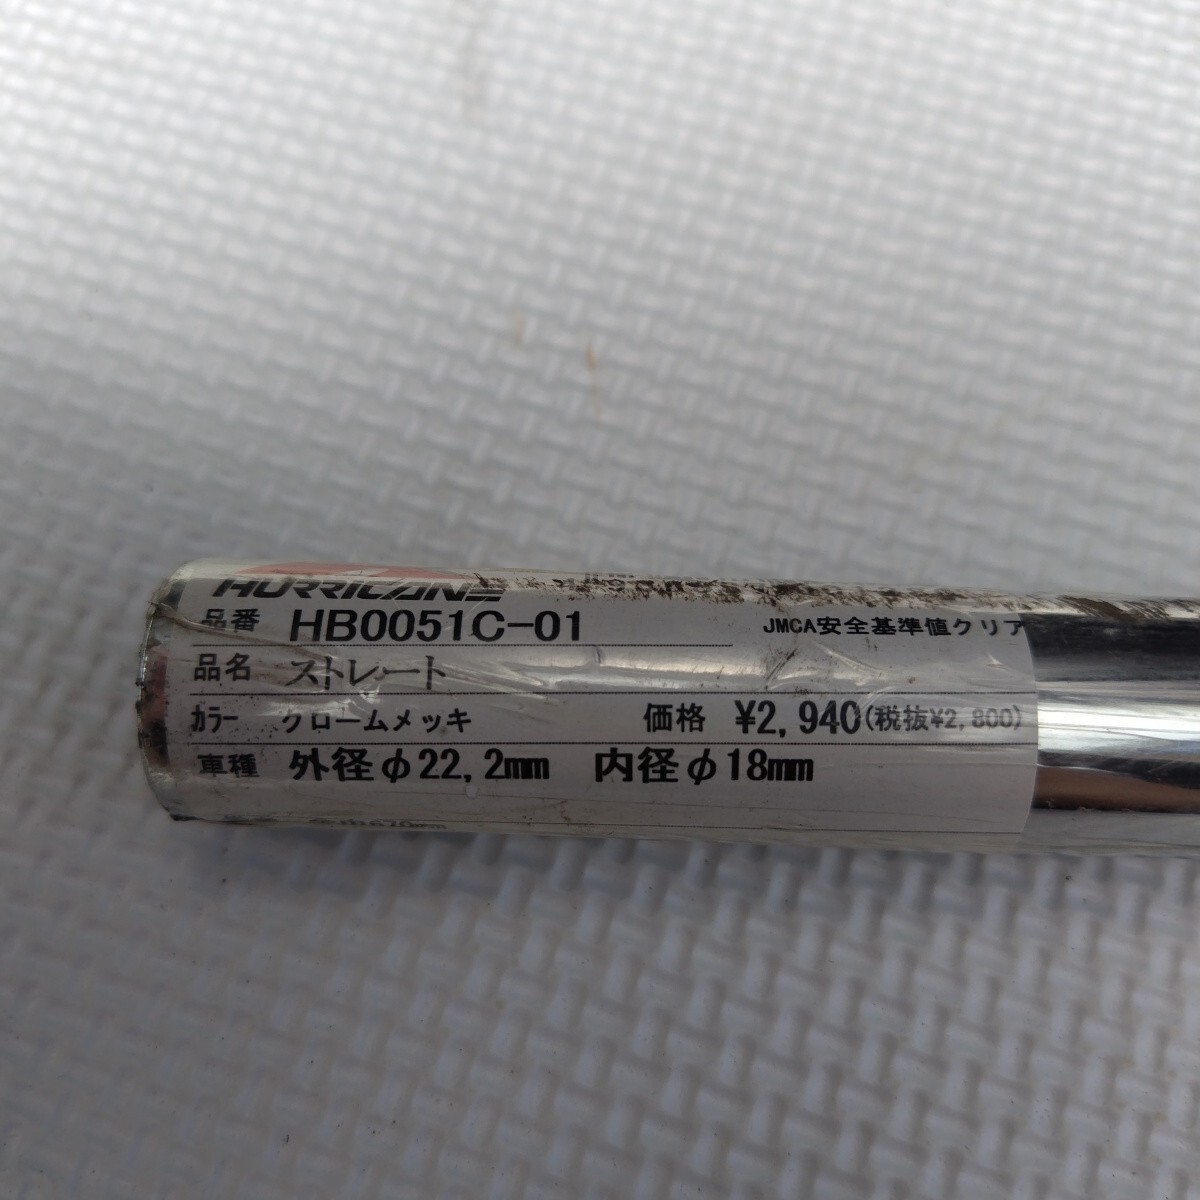 HURRICANE
品番 HB0051C-01 JMCA安全基準値クリア
品名 ストレート
カラー クロームメッキ 価格 ¥2,940(税抜¥2,800)
車種 外径φ22,2mm 内径φ18mm